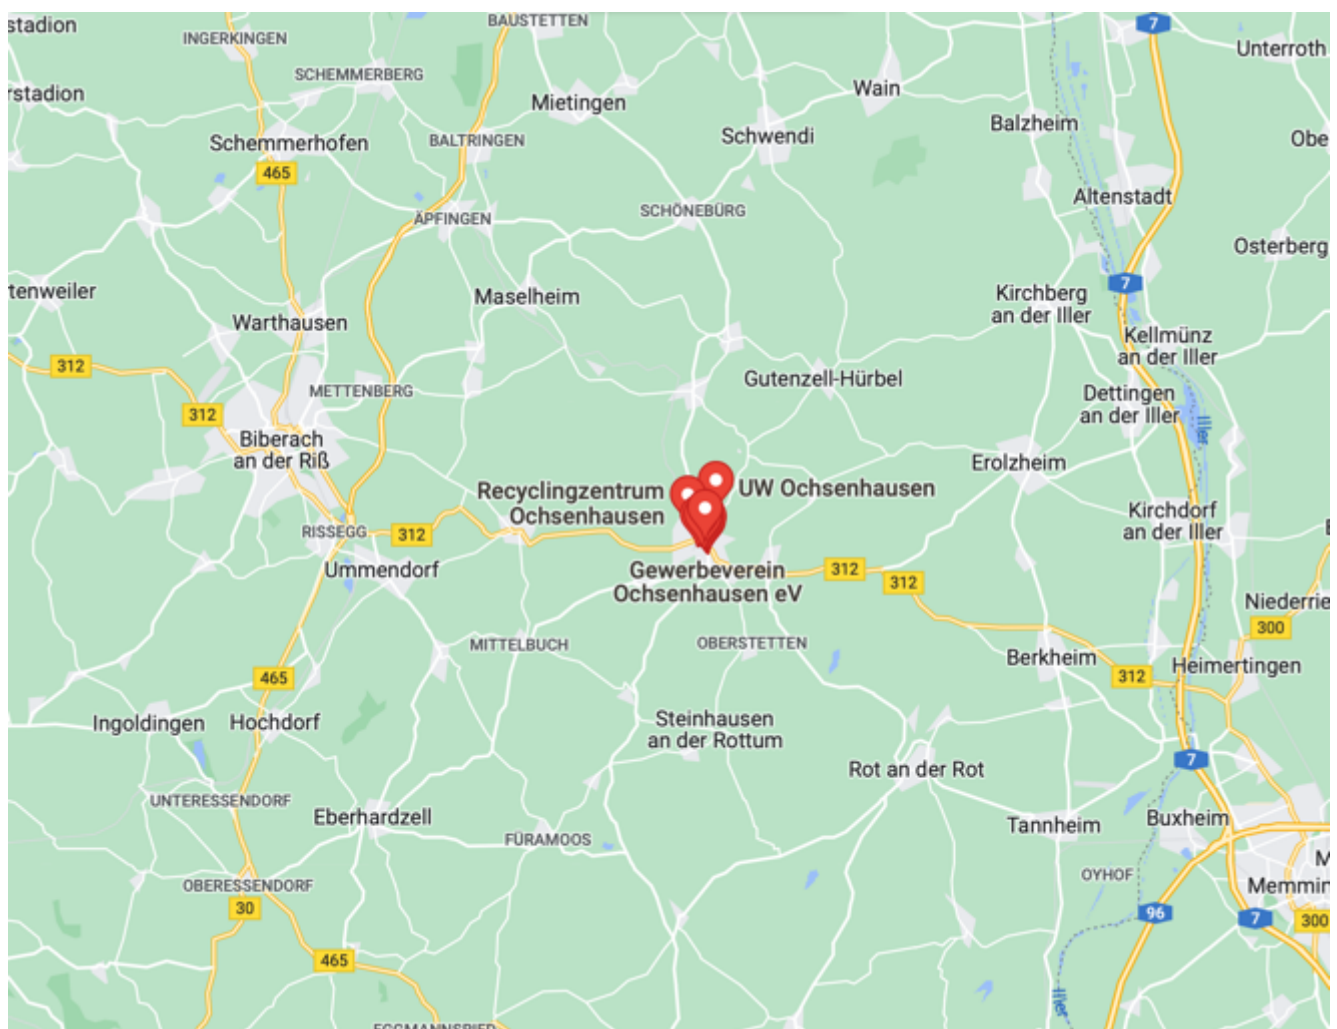 stadion
INGERKINGEN
BAUSTETTEN
7
Unterroth
SCHEMMERBERG
rstadion
Mietingen
Wain
Balzheim
Schwendi
Schemmerhofen
BALTRINGEN
Obe
465
Altenstadt
ÄPFINGEN
SCHÖNEBÜRG
Osterberg
7
tenweiler
Maselheim
Kirchberg
an der Iller
Warthausen
Kellmünz
an der Iller
312
METTENBERG
Gutenzell-Hürbel
Dettingen
an der Iller
312
Iller
Biberach
an der Riß
Erolzheim
Recyclingzentrum
Ochsenhausen
UW Ochsenhausen
Kirchdorf
an der Iller
RISSEGG
312
Ummendorf
Gewerbeverein
Ochsenhausen eV
312
312
Niederrie
300
MITTELBUCH
OBERSTETTEN
Berkheim
Heimertingen
465
312
Ingoldingen
Hochdorf
Steinhausen
an der Rottum
7
Rot an der Rot
UNTERESSENDORF
Eberhardzell
Tannheim
Buxheim
FÜRAMOOS
M
OYHOF
Memmin
OBERESSENDORF
30
96
7
300
465
Iller
EGGMANNSRIED